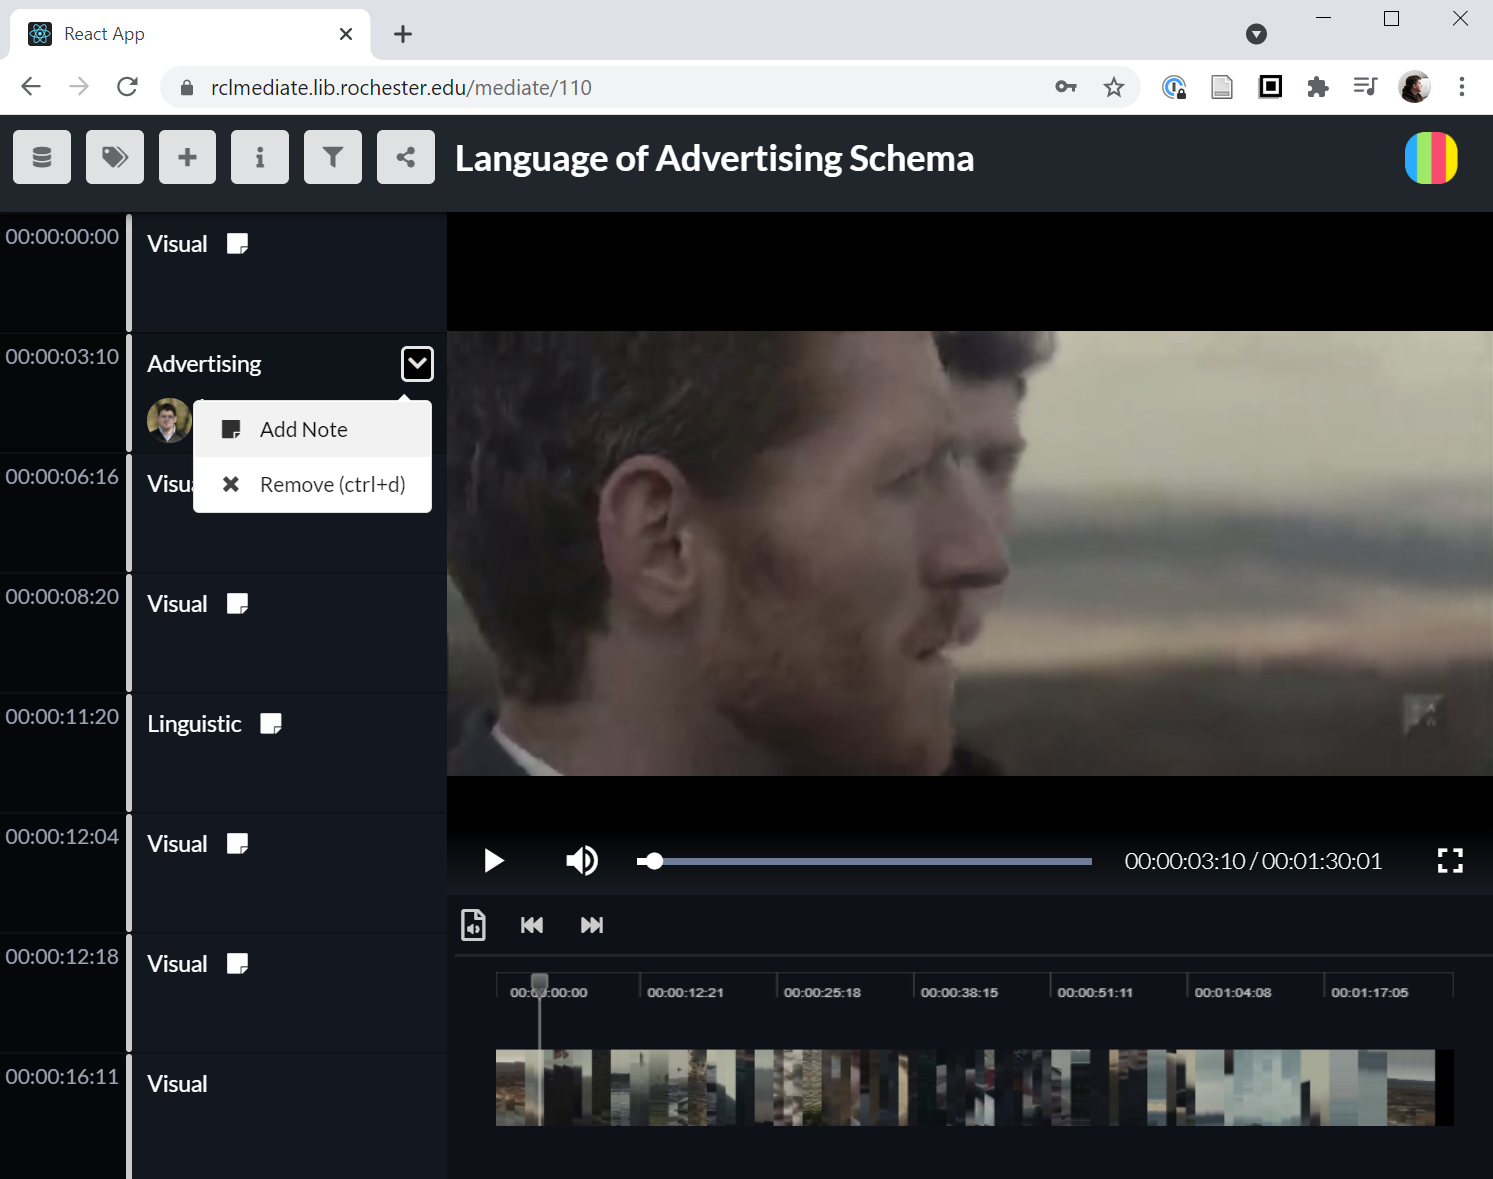 React App
rclmediate.lib.rochester.edu/mediate/110
Language of Advertising Schema
00:00:00:00 Visual
00:00:03:10 Advertising
Add Note
Remove (ctrl+d)
00:00:06:16
00:00:08:20 Visual
00:00:11:20 Linguistic
00:00:12:04 Visual
00:00:12:18 Visual
00:00:16:11 Visual
00:00:03:10 / 00:01:30:01
00:00:00:00 00:00:12:21 00:00:25:18 00:00:38:15 00:00:51:11 00:01:04:08 00:01:17:05